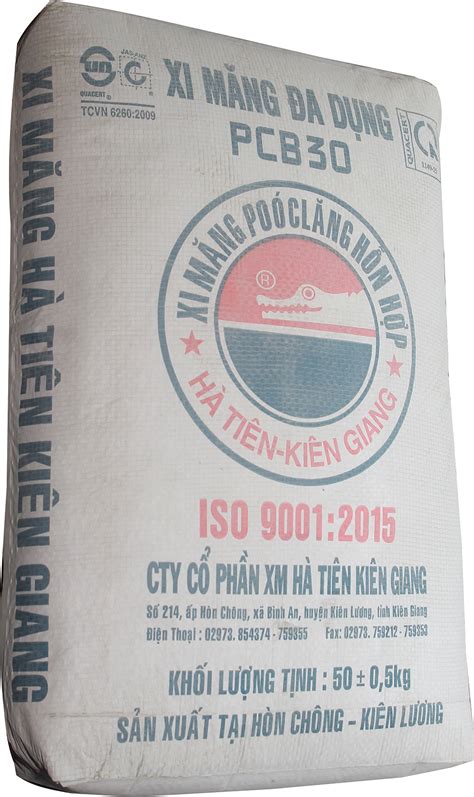 QUACERT ®
JAS-ANZ
TCVN 6260:2009
XI MĂNG ĐA DỤNG
PCB30
QUACERT
XI MĂNG POÓCLĂNG HỖN HỢP
®
★ HÀ TIÊN-KIÊN GIANG ★
ISO 9001:2015
CTY CỔ PHẦN XM HÀ TIÊN KIÊN GIANG
Số 214, ấp Hòn Chông, xã Bình An, huyện Kiên Lương, tỉnh Kiên Giang
Điện Thoại : 02973. 854374 - 759355 Fax: 02973. 759212 - 759353
KHỐI LƯỢNG TỊNH : 50 ± 0,5kg
SẢN XUẤT TẠI HÒN CHÔNG – KIÊN LƯƠNG
XI MĂNG HÀ TIÊN KIÊN GIANG